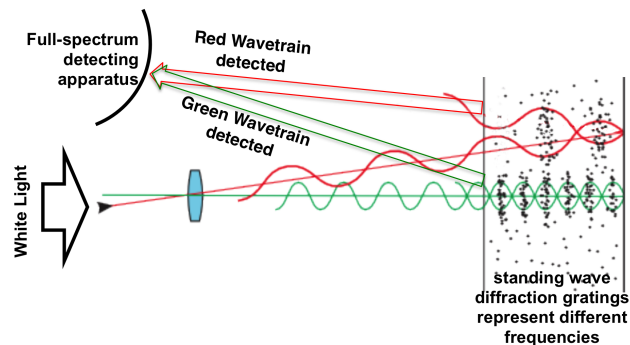 Full-spectrum
detecting
apparatus
Red Wavetrain
detected
Green Wavetrain
detected
White Light
standing wave
diffraction gratings
represent different
frequencies